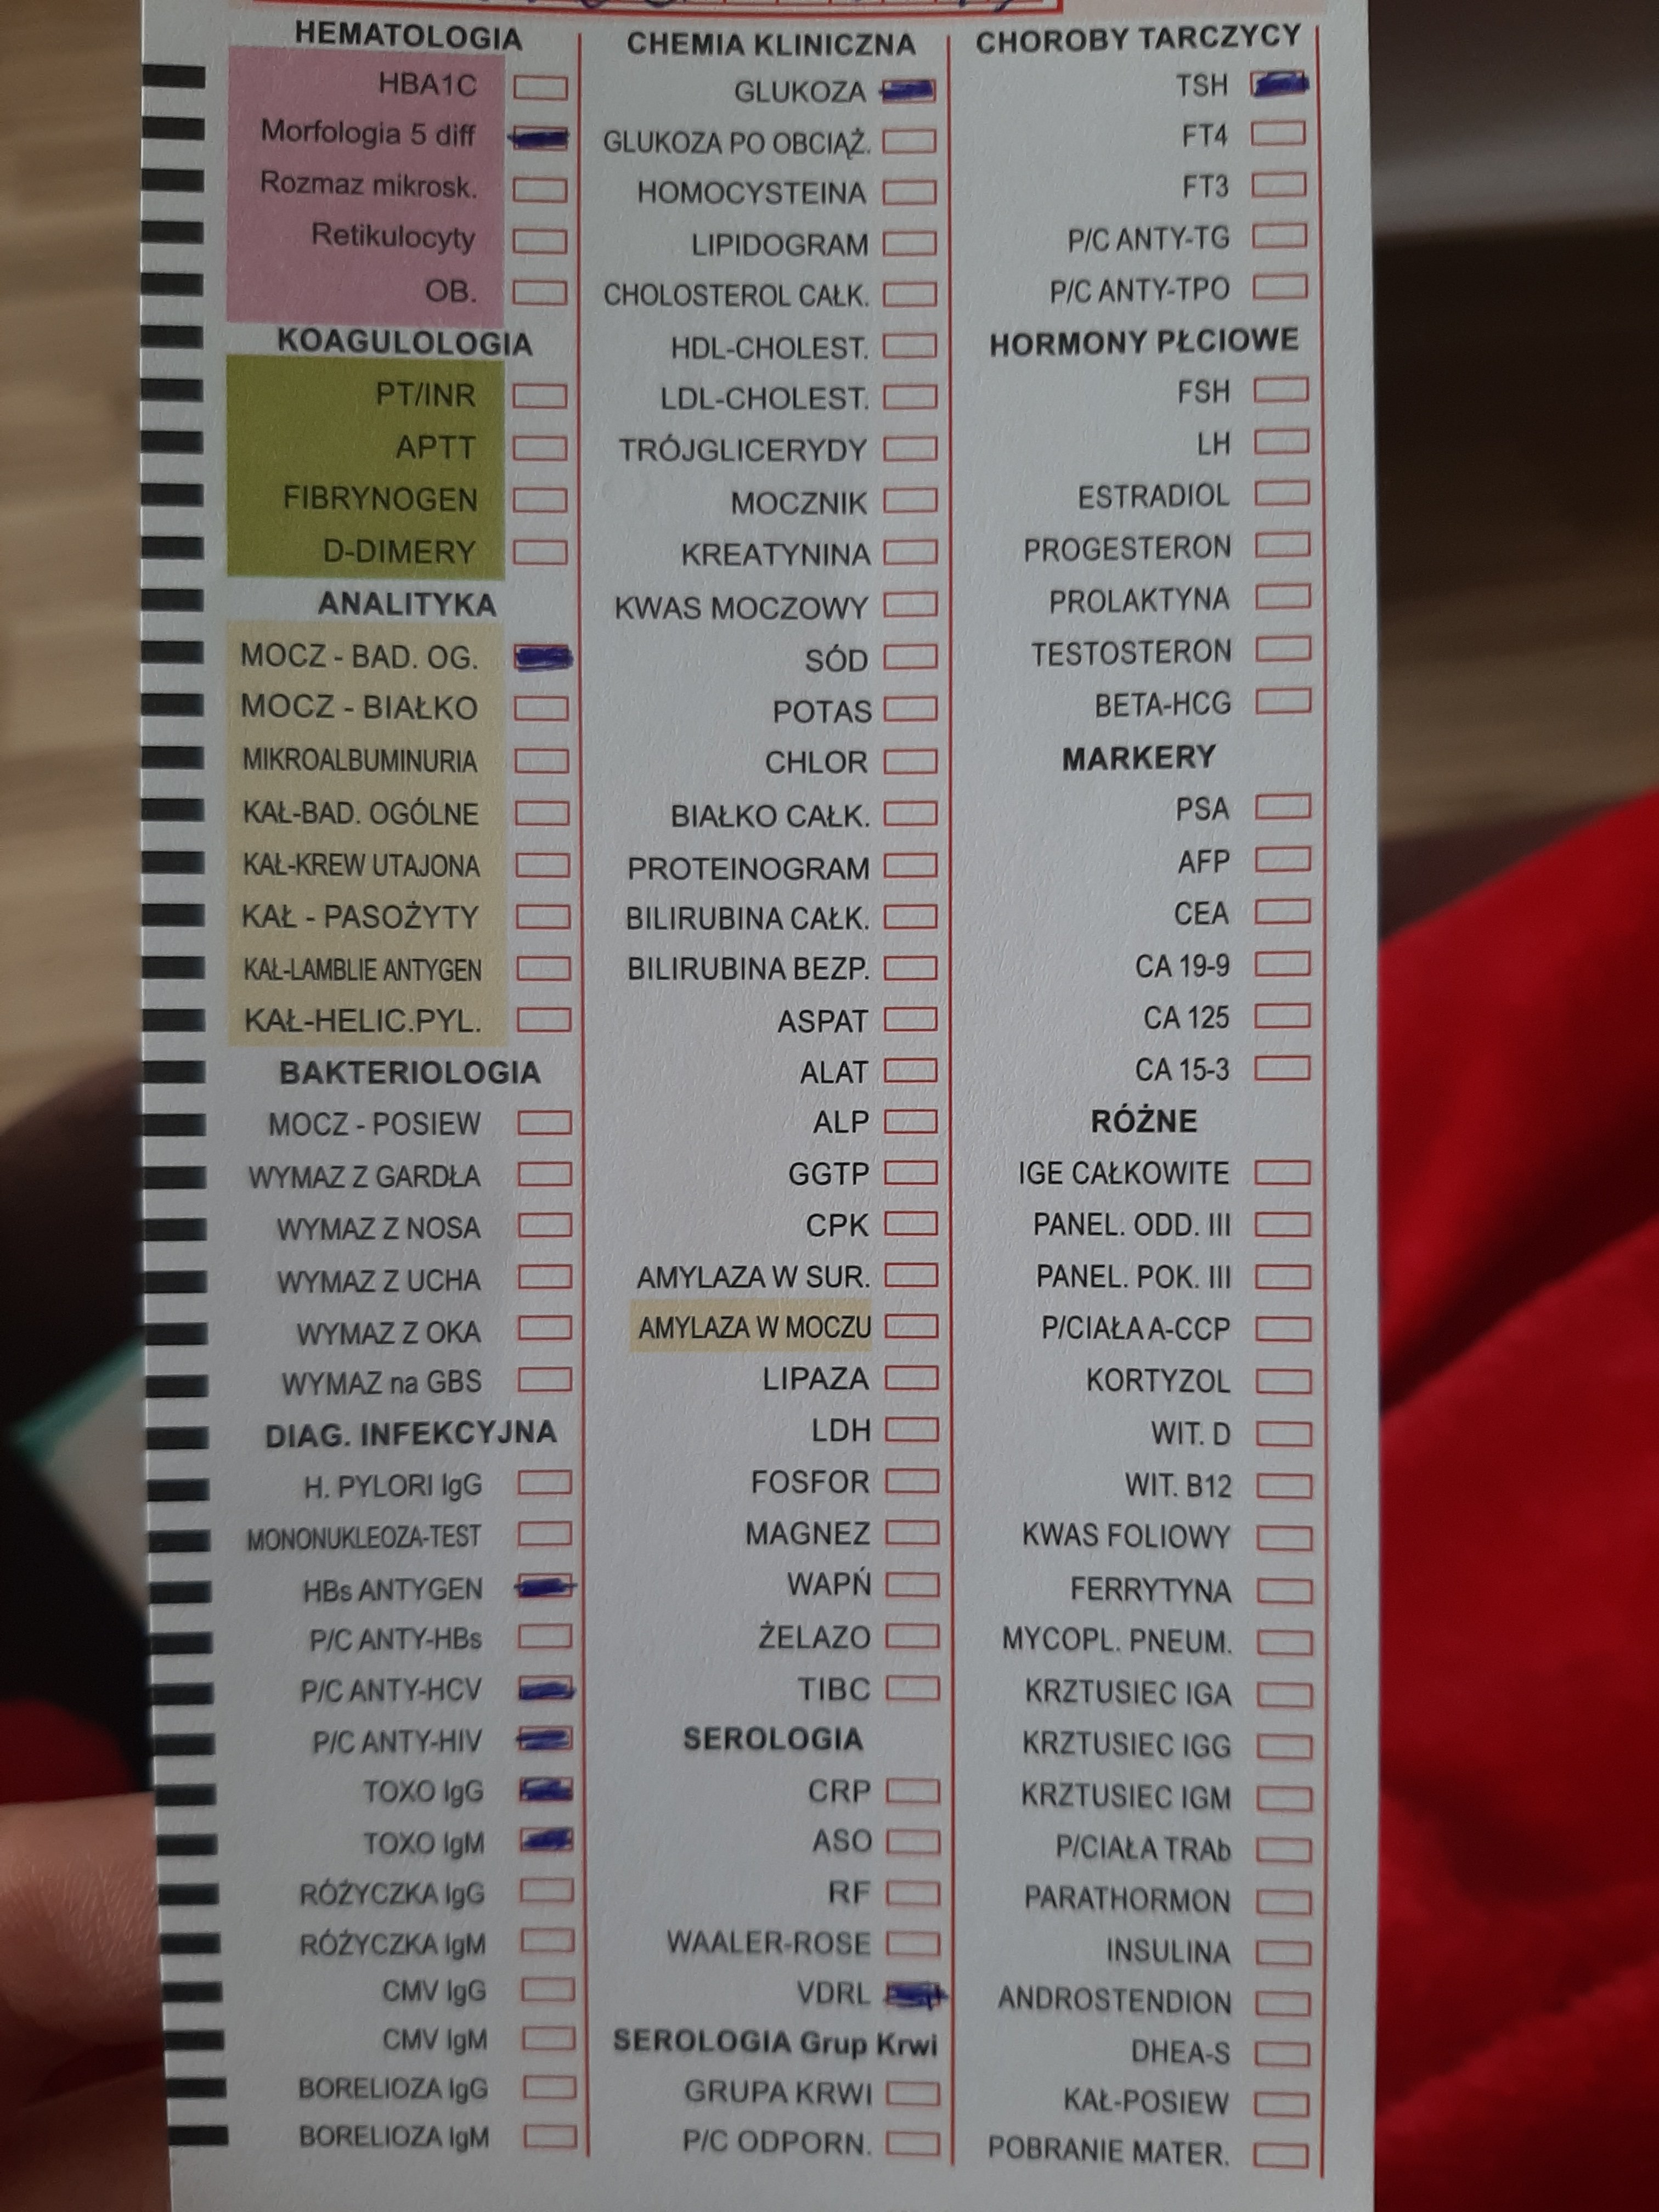 HEMATOLOGIA
HBA1C
Morfologia 5 diff
Rozmaz mikrosk.
Retikulocyty
OB.
KOAGULOLOGIA
PT/INR
APTT
FIBRYNOGEN
D-DIMERY
ANALITYKA
MOCZ - BAD. OG.
MOCZ - BIAŁKO
MIKROALBUMINURIA
KAŁ-BAD. OGÓLNE
KAŁ-KREW UTAJONA
KAŁ - PASOŻYTY
KAŁ-LAMBLIE ANTYGEN
KAŁ-HELIC.PYL.
BAKTERIOLOGIA
MOCZ - POSIEW
WYMAZ Z GARDŁA
WYMAZ Z NOSA
WYMAZ Z UCHA
WYMAZ Z OKA
WYMAZ na GBS
DIAG. INFEKCYJNA
H. PYLORI IgG
MONONUKLEOZA-TEST
HBs ANTYGEN
P/C ANTY-HBs
P/C ANTY-HCV
P/C ANTY-HIV
TOXO IgG
TOXO IgM
RÓŻYCZKA IgG
RÓŻYCZKA IgM
CMV IgG
CMV IgM
BORELIOZA IgG
BORELIOZA IgM
CHEMIA KLINICZNA
GLUKOZA
GLUKOZA PO OBCIĄŻ.
HOMOCYSTEINA
LIPIDOGRAM
CHOLOSTEROL CAŁK.
HDL-CHOLEST.
LDL-CHOLEST.
TRÓJGLICERYDY
MOCZNIK
KREATYNINA
KWAS MOCZOWY
SÓD
POTAS
CHLOR
BIAŁKO CAŁK.
PROTEINOGRAM
BILIRUBINA CAŁK.
BILIRUBINA BEZP.
ASPAT
ALAT
ALP
GGTP
CPK
AMYLAZA W SUR.
AMYLAZA W MOCZU
LIPAZA
LDH
FOSFOR
MAGNEZ
WAPŃ
ŻELAZO
TIBC
SEROLOGIA
CRP
ASO
RF
WAALER-ROSE
VDRL
SEROLOGIA Grup Krwi
GRUPA KRWI
P/C ODPORN.
CHOROBY TARCZYCY
TSH
FT4
FT3
P/C ANTY-TG
P/C ANTY-TPO
HORMONY PŁCIOWE
FSH
LH
ESTRADIOL
PROGESTERON
PROLAKTYNA
TESTOSTERON
BETA-HCG
MARKERY
PSA
AFP
CEA
CA 19-9
CA 125
CA 15-3
RÓŻNE
IGE CAŁKOWITE
PANEL. ODD. III
PANEL. POK. III
P/CIAŁA A-CCP
KORTYZOL
WIT. D
WIT. B12
KWAS FOLIOWY
FERRYTYNA
MYCOPL. PNEUM.
KRZTUSIEC IGA
KRZTUSIEC IGG
KRZTUSIEC IGM
P/CIAŁA TRAb
PARATHORMON
INSULINA
ANDROSTENDION
DHEA-S
KAŁ-POSIEW
POBRANIE MATER.